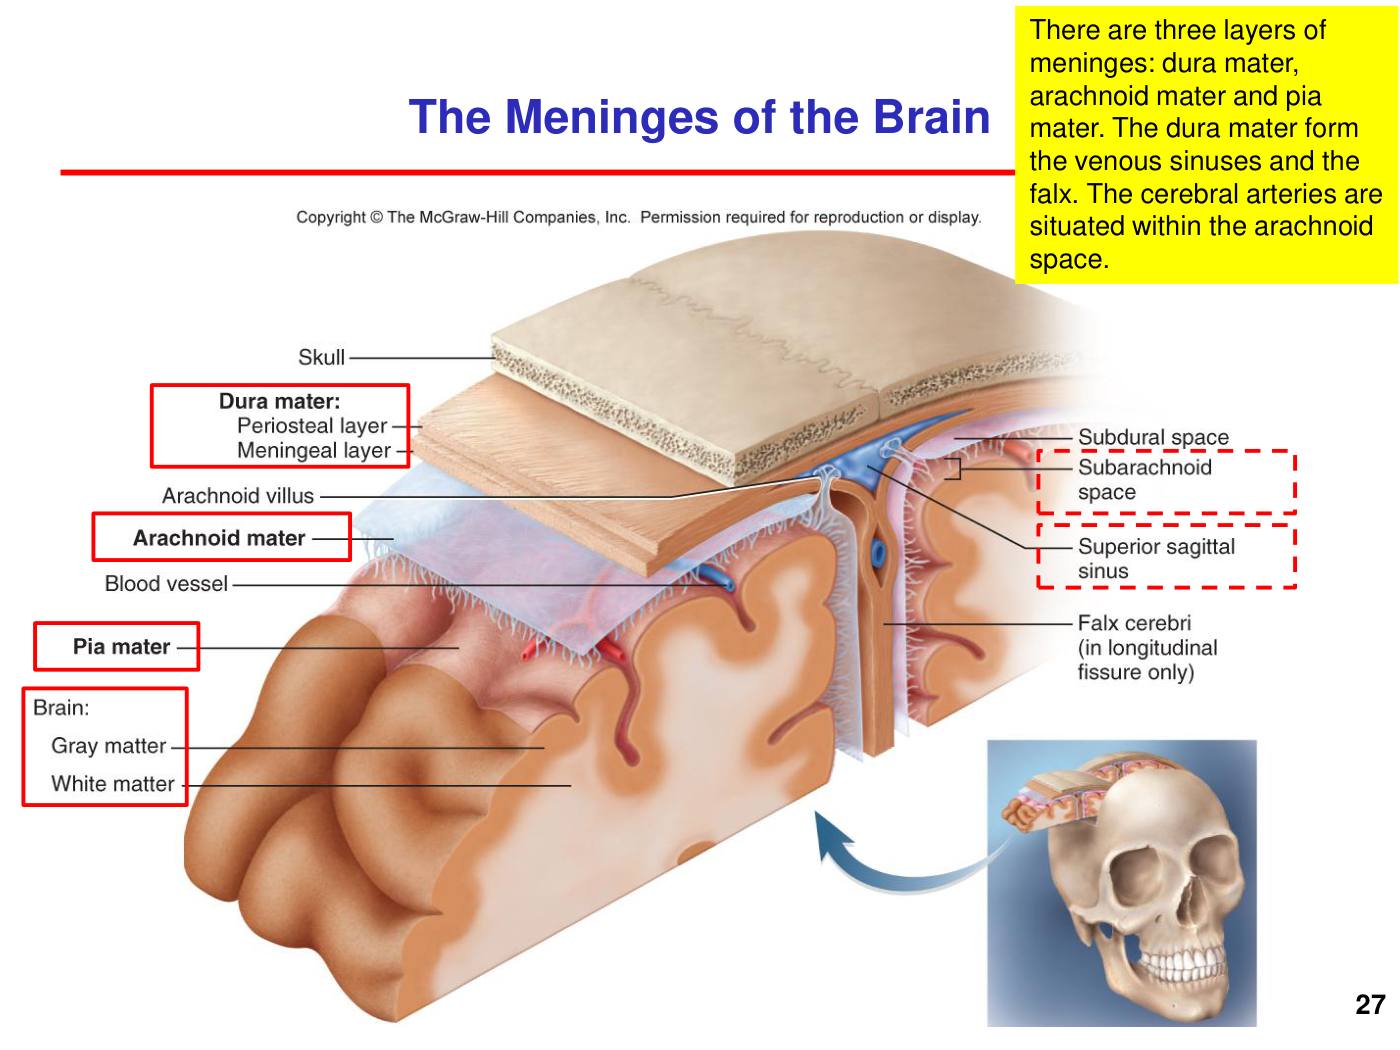 There are three layers of
meninges: dura mater,
arachnoid mater and pia
mater. The dura mater form
the venous sinuses and the
falx. The cerebral arteries are
situated within the arachnoid
space.
The Meninges of the Brain
Copyright © The McGraw-Hill Companies, Inc. Permission required for reproduction or display.
Skull
Dura mater:
Periosteal layer
Meningeal layer
Arachnoid villus
Arachnoid mater
Blood vessel
Pia mater
Brain:
Gray matter
White matter
Subdural space
Subarachnoid
space
Superior sagittal
sinus
Falx cerebri
(in longitudinal
fissure only)
27